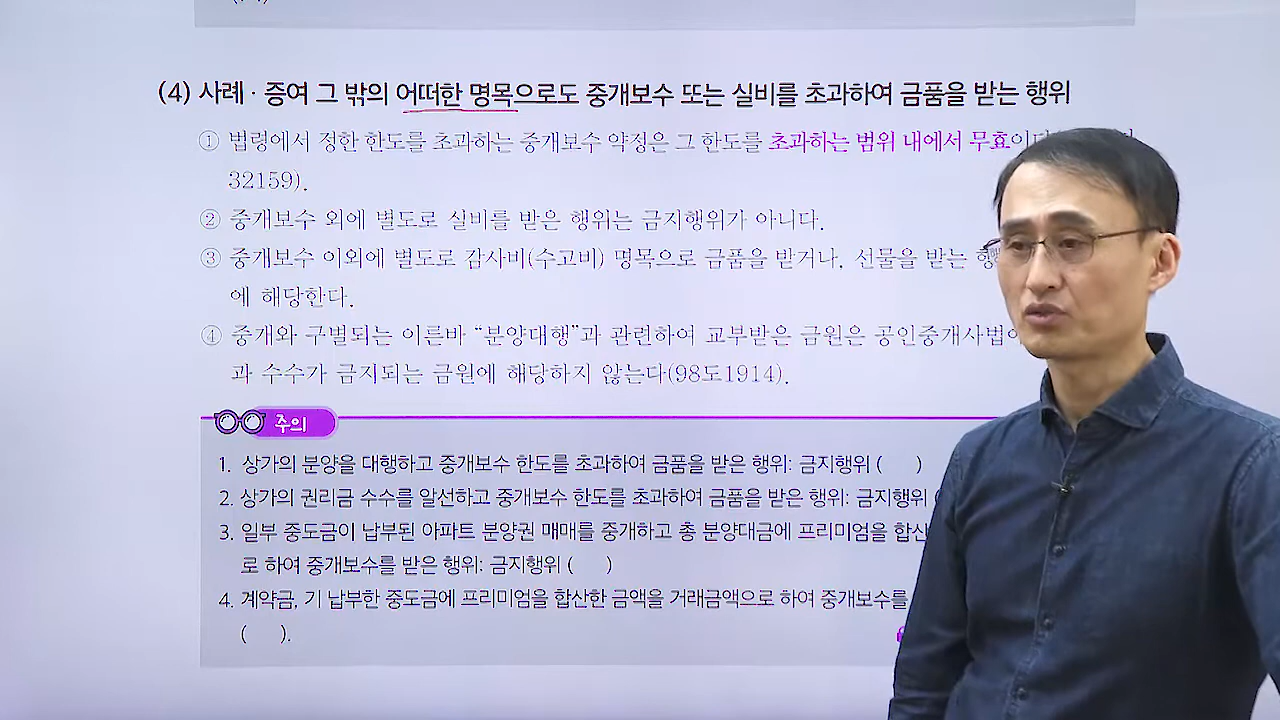 (4) 사례 · 증여 그 밖의 어떠한 명목으로도 중개보수 또는 실비를 초과하여 금품을 받는 행위
① 법령에서 정한 한도를 초과하는 중개보수 약정은 그 한도를 초과하는 범위 내에서 무효이다
32159).
② 중개보수 외에 별도로 실비를 받은 행위는 금지행위가 아니다.
③ 중개보수 이외에 별도로 감사비(수고비) 명목으로 금품을 받거나, 선물을 받는
에 해당한다.
④ 중개와 구별되는 이른바 “분양대행”과 관련하여 교부받은 금원은 공인중개사법
과 수수가 금지되는 금원에 해당하지 않는다(98도1914).
주의
1. 상가의 분양을 대행하고 중개보수 한도를 초과하여 금품을 받은 행위: 금지행위 (    )
2. 상가의 권리금 수수를 알선하고 중개보수 한도를 초과하여 금품을 받은 행위: 금지행위 (
3. 일부 중도금이 납부된 아파트 분양권 매매를 중개하고 총 분양대금에 프리미엄을 합산
로 하여 중개보수를 받은 행위: 금지행위 (    )
4. 계약금, 기 납부한 중도금에 프리미엄을 합산한 금액을 거래금액으로 하여 중개보수를
(    ).